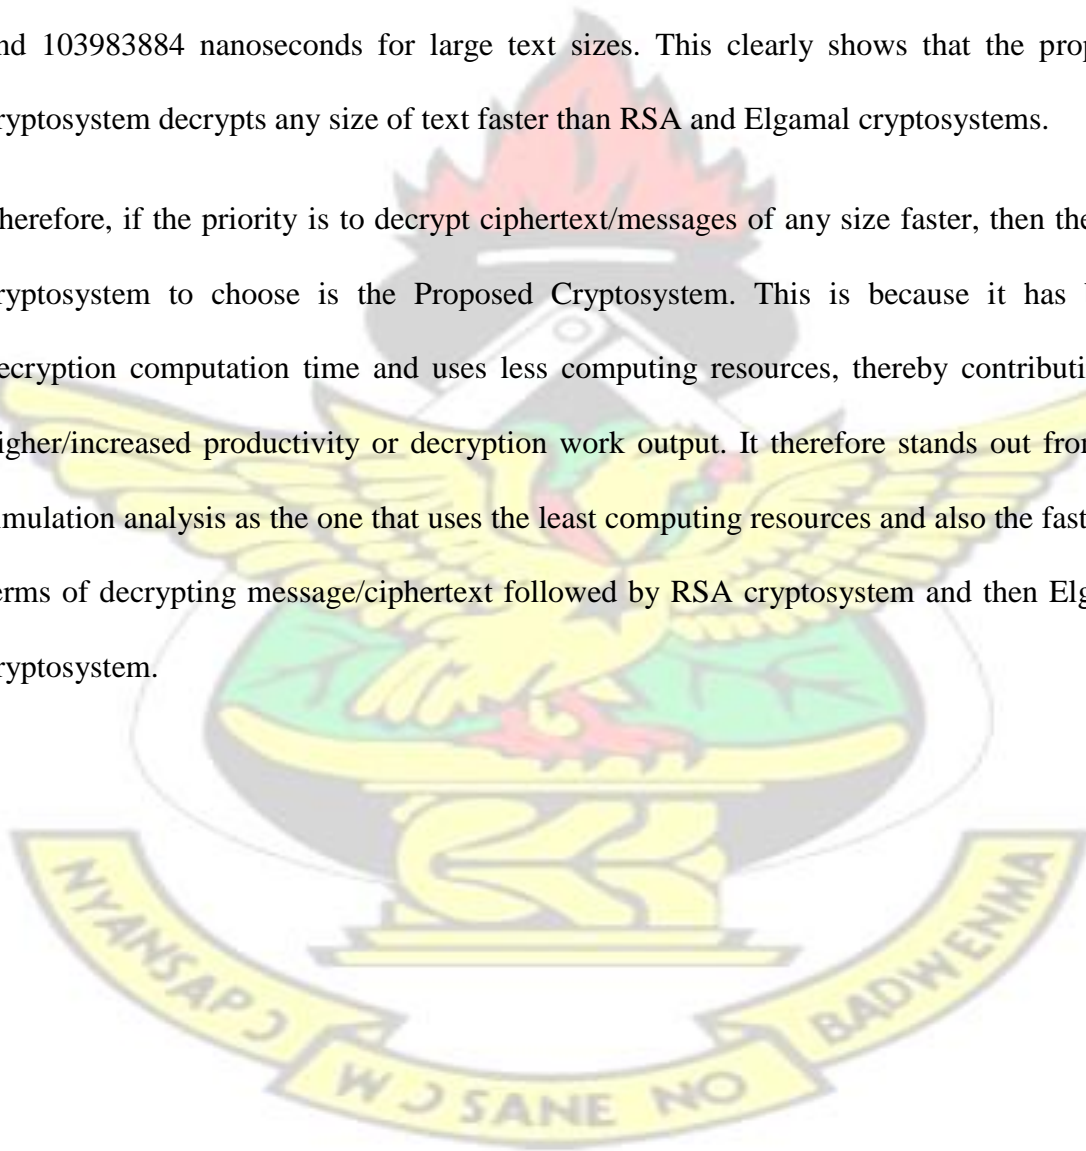 nd 103983884 nanoseconds for large text sizes. This clearly shows that the prop
ryptosystem decrypts any size of text faster than RSA and Elgamal cryptosystems.
herefore, if the priority is to decrypt ciphertext/messages of any size faster, then the
ryptosystem to choose is the Proposed Cryptosystem. This is because it has
ecryption computation time and uses less computing resources, thereby contributi
igher/increased productivity or decryption work output. It therefore stands out from
imulation analysis as the one that uses the least computing resources and also the fast
erms of decrypting message/ciphertext followed by RSA cryptosystem and then Elg
ryptosystem.
NYANSAPƆ
WƆSANE NO
BADWENMA